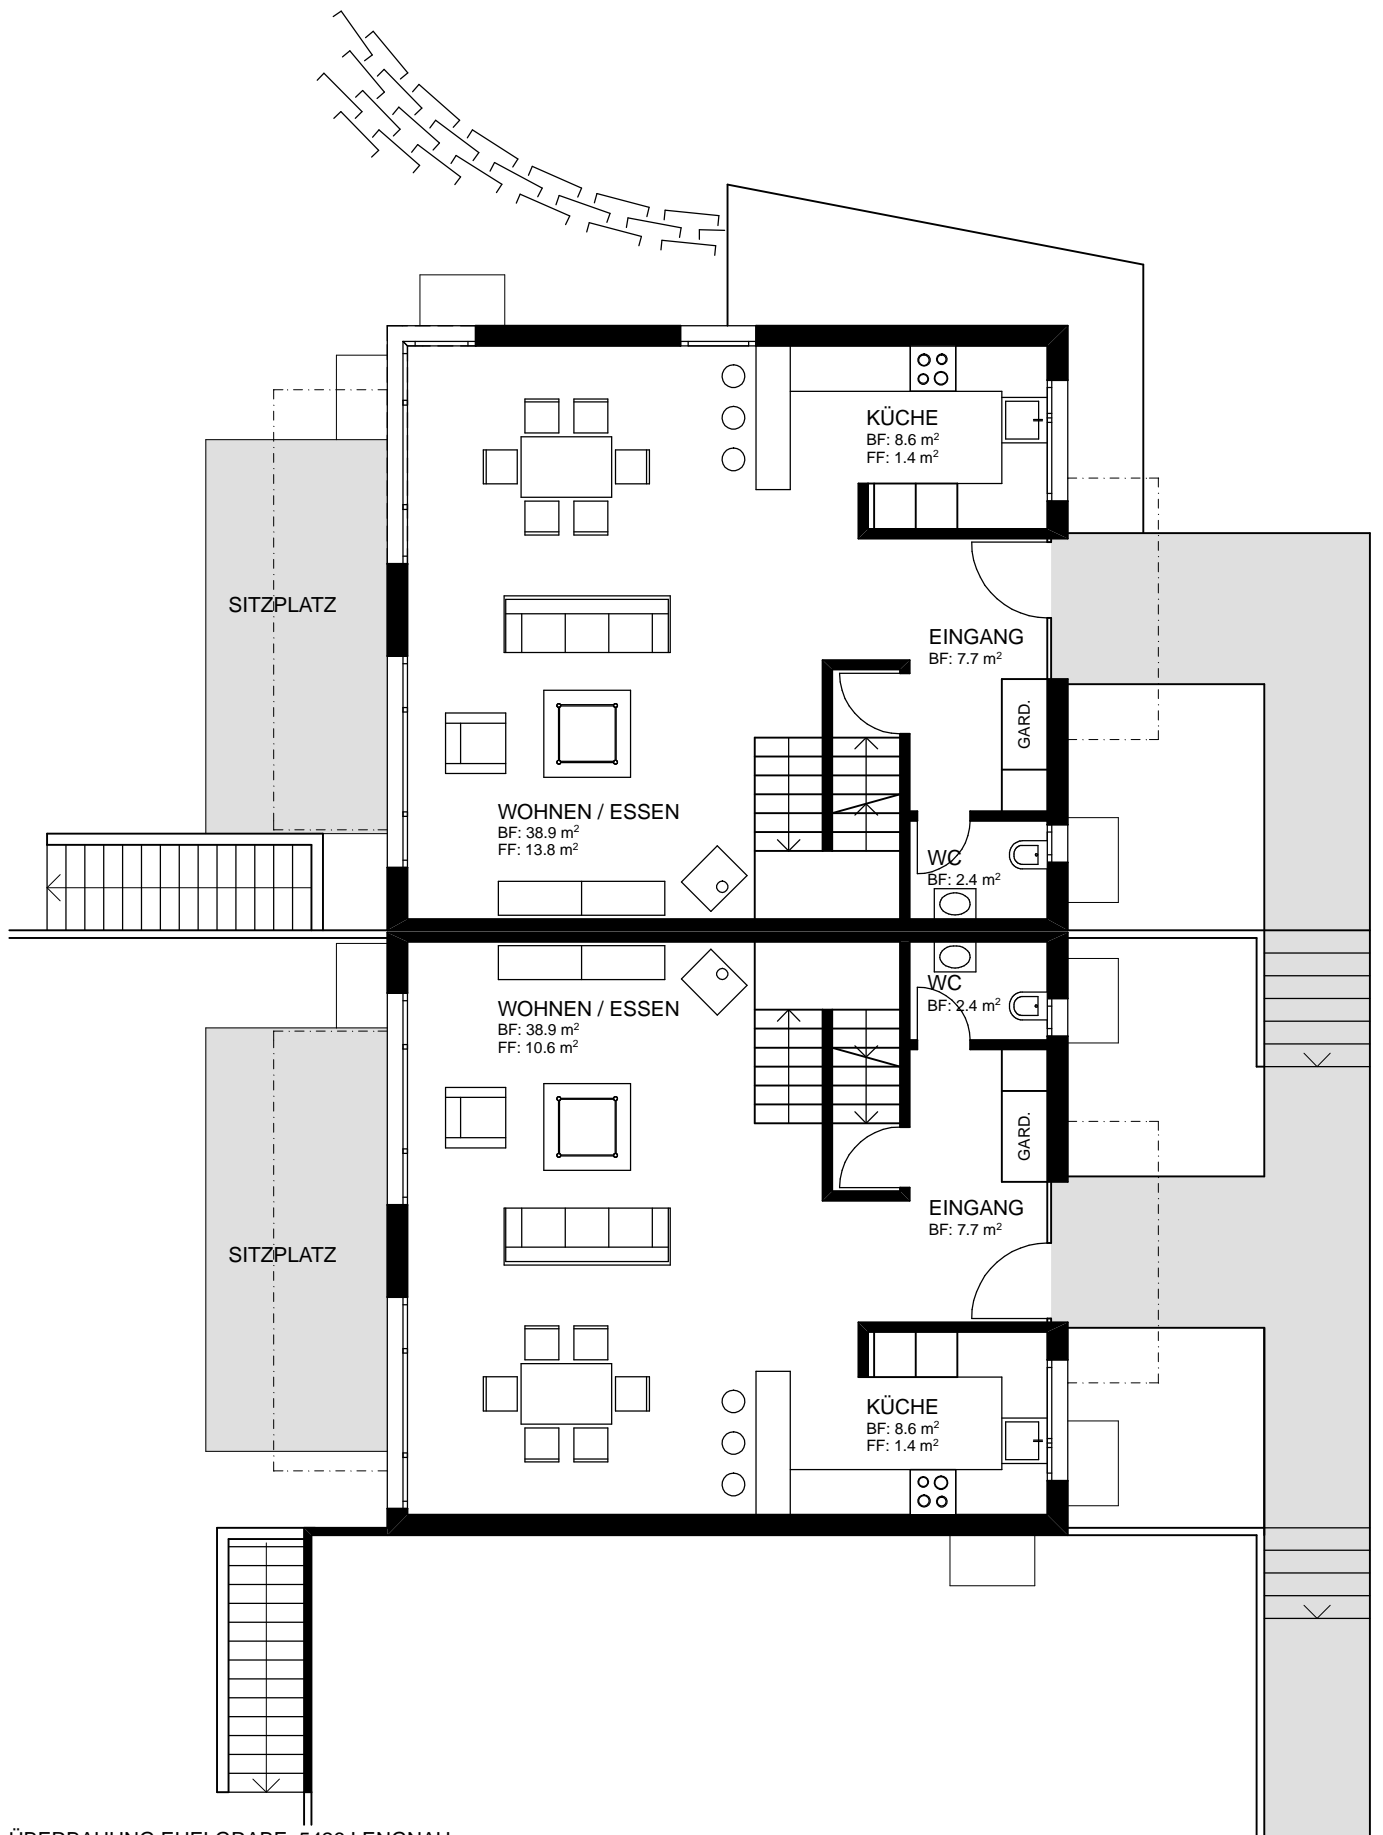 KÜCHE
BF: 8.6 m²
FF: 1.4 m²
SITZPLATZ
EINGANG
BF: 7.7 m²
GARD.
WOHNEN / ESSEN
BF: 38.9 m²
FF: 13.8 m²
WC
BF: 2.4 m²
WC
BF: 2.4 m²
WOHNEN / ESSEN
BF: 38.9 m²
FF: 10.6 m²
GARD.
EINGANG
BF: 7.7 m²
SITZPLATZ
KÜCHE
BF: 8.6 m²
FF: 1.4 m²